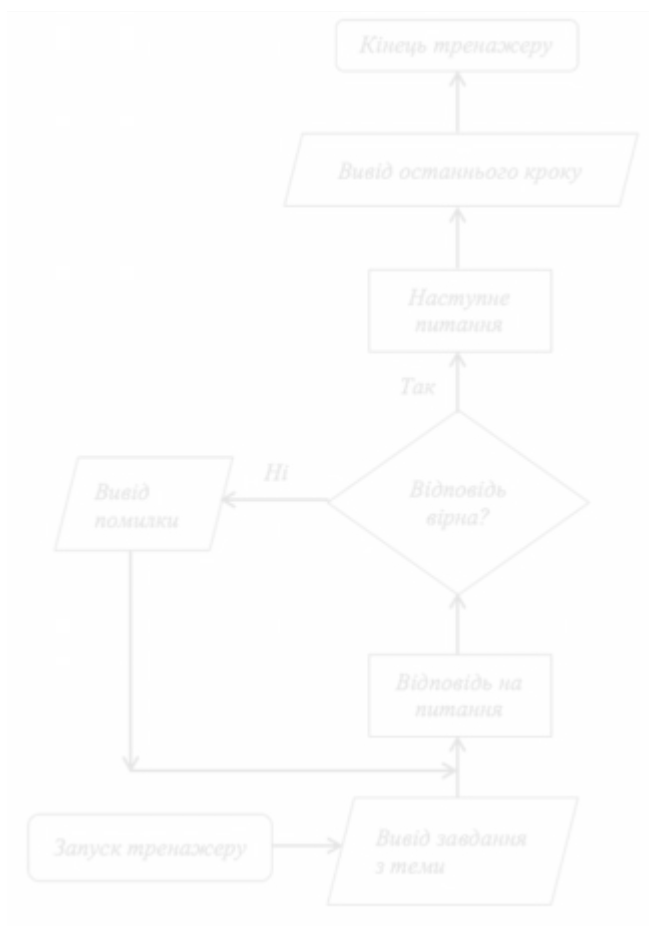 Кінець тренажеру
Вивід останнього кроку
Наступне
питання
Так
Ні
Вивід
помилки
Відповідь
вірна?
Відповідь на
питання
Запуск тренажеру
Вивід завдання
з теми